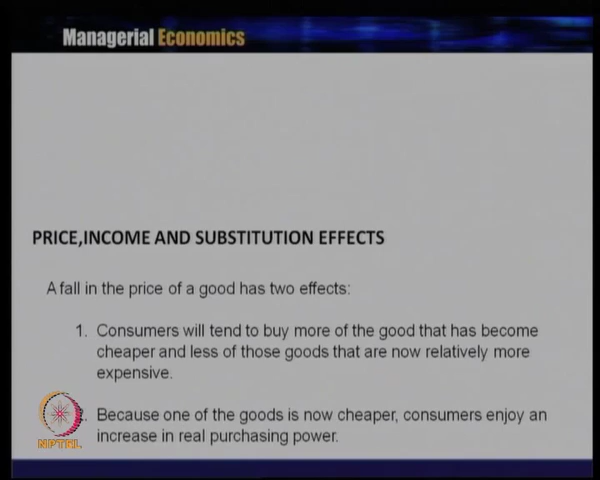 Managerial Economics
PRICE,INCOME AND SUBSTITUTION EFFECTS
A fall in the price of a good has two effects:
1. Consumers will tend to buy more of the good that has become
cheaper and less of those goods that are now relatively more
expensive.
Because one of the goods is now cheaper, consumers enjoy an
increase in real purchasing power.
NPTEL